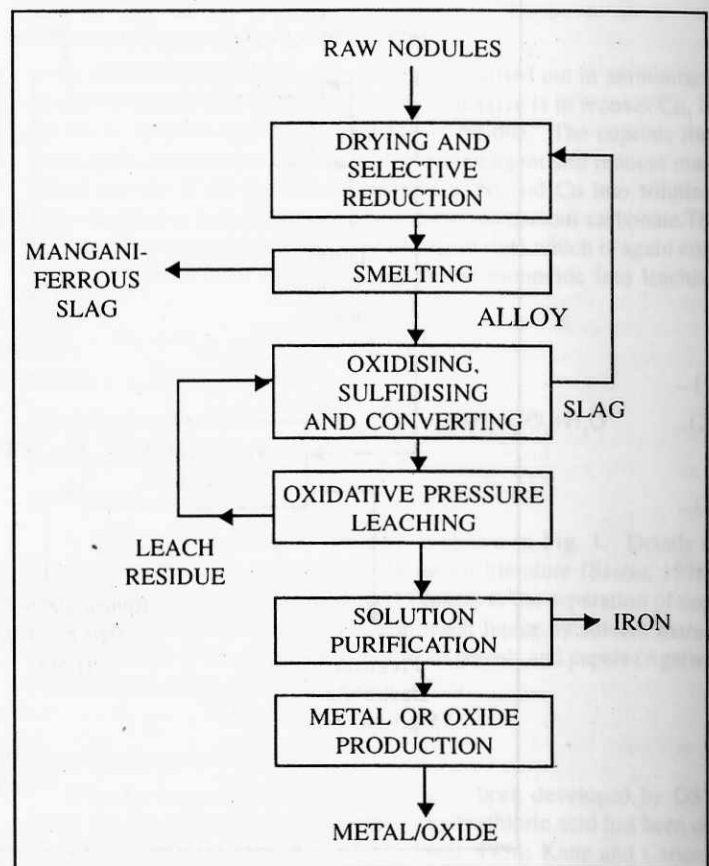 RAW NODULES
DRYING AND
SELECTIVE
REDUCTION
MANGANI-
FERROUS
SLAG
SMELTING
ALLOY
OXIDISING,
SULFIDISING
AND CONVERTING
SLAG
OXIDATIVE PRESSURE
LEACHING
LEACH
RESIDUE
SOLUTION
PURIFICATION
IRON
METAL OR OXIDE
PRODUCTION
METAL/OXIDE